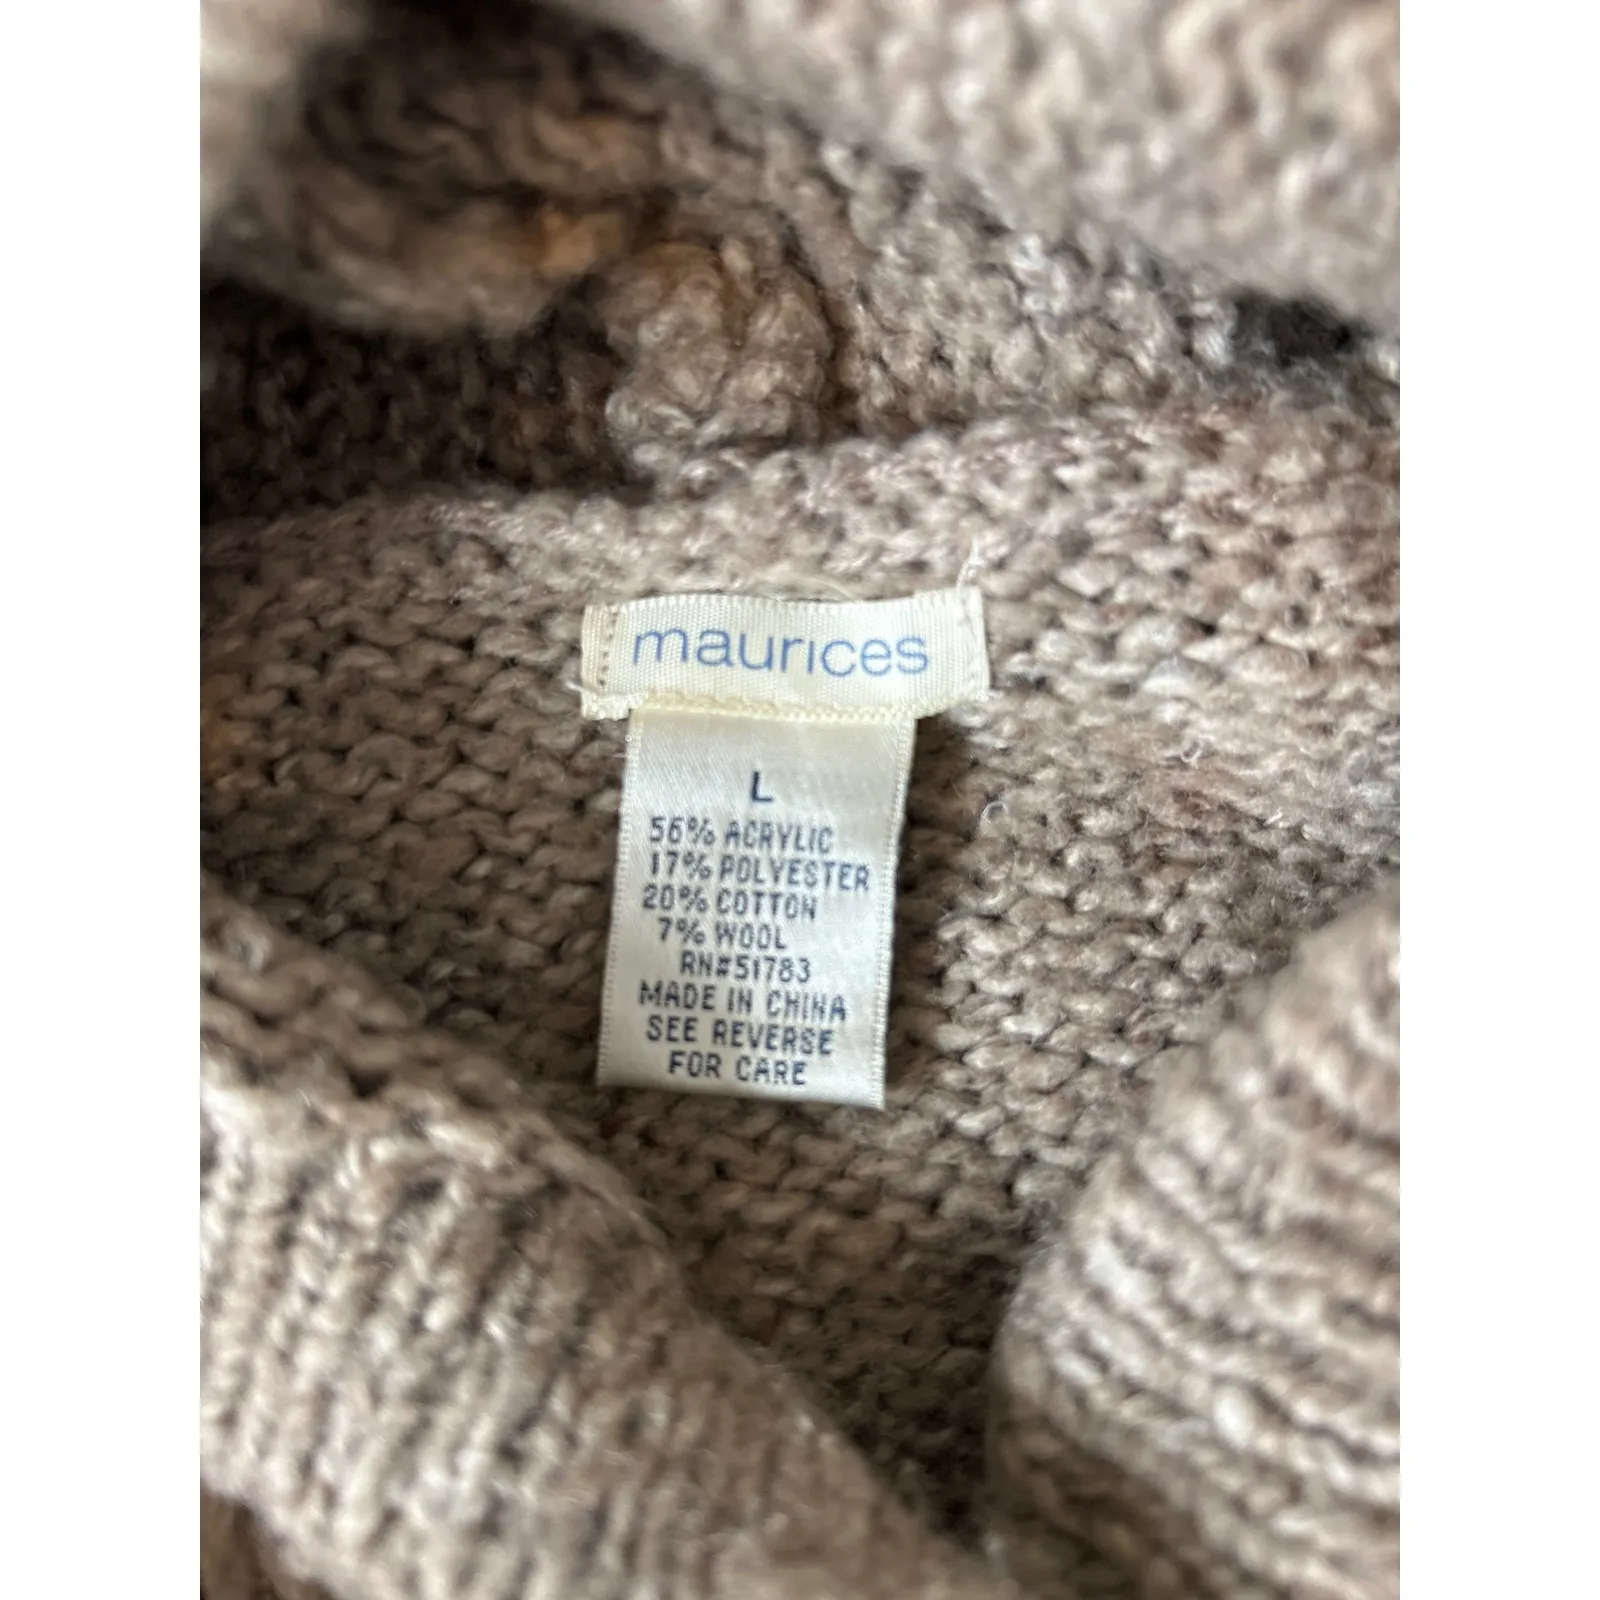 maurices
L
56% ACRYLIC
17% POLYESTER
20% COTTON
7% WOOL
RN#51783
MADE IN CHINA
SEE REVERSE
FOR CARE